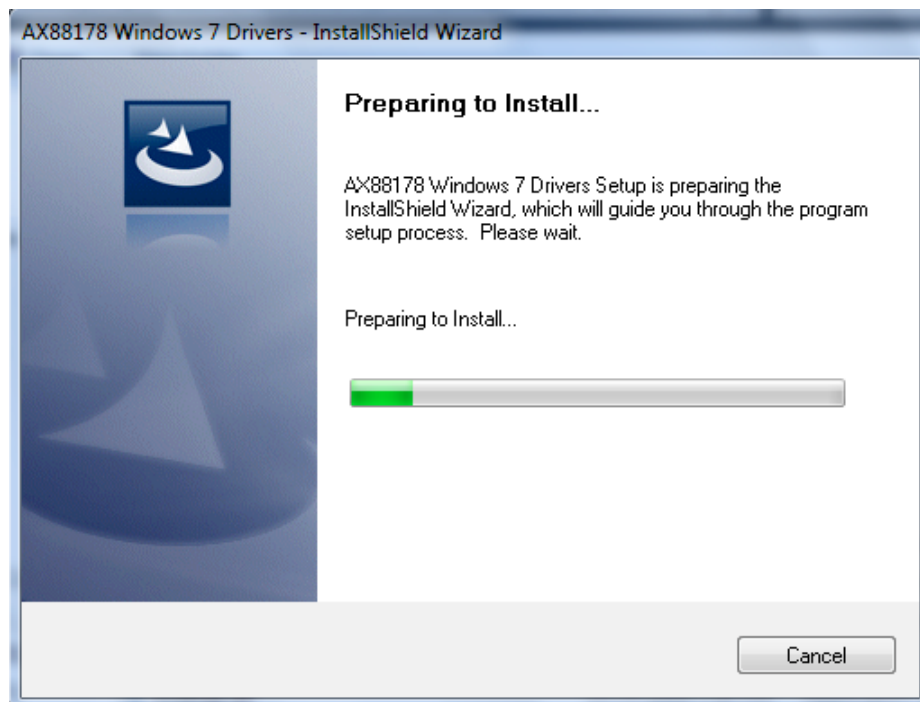 AX88178 Windows 7 Drivers - InstallShield Wizard
Preparing to Install...
AX88178 Windows 7 Drivers Setup is preparing the
InstallShield Wizard, which will guide you through the program
setup process.  Please wait.
Preparing to Install...
Cancel